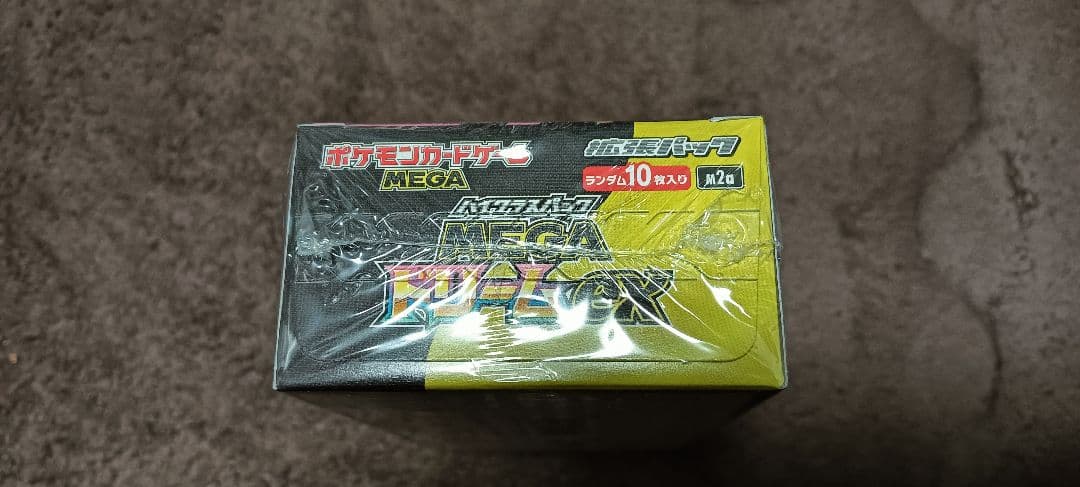 ポケモンカードゲーム
MEGA
拡張パック
ランダム10枚入り
M2a
ハイクラスパック
MEGA
ドリームex